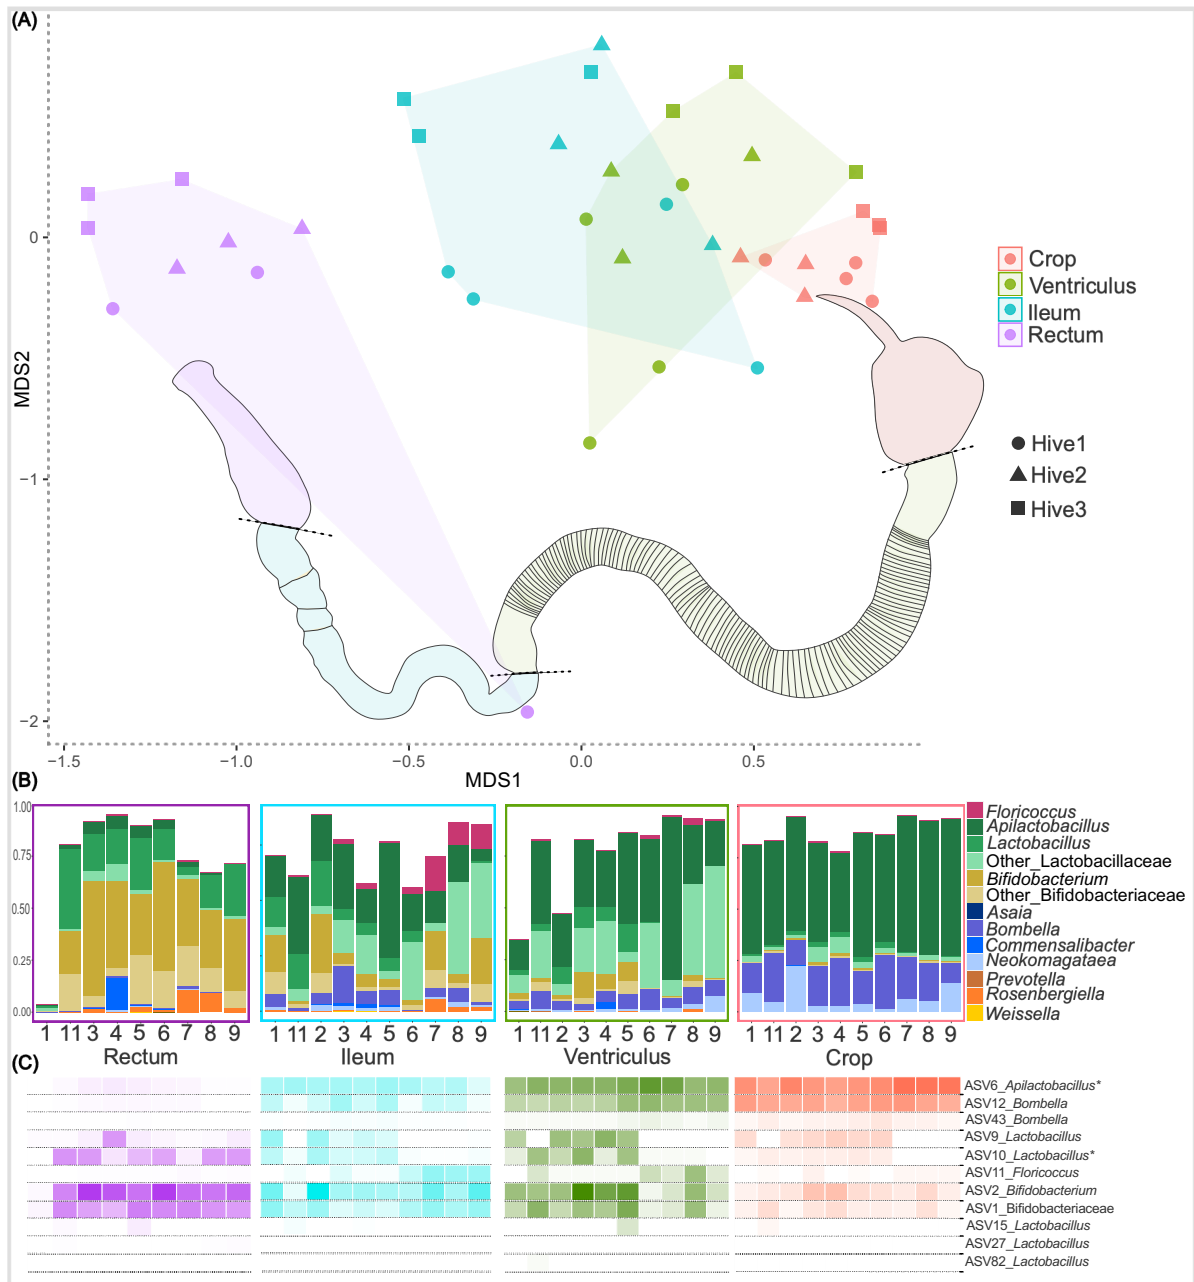 (A)
0
Crop
Ventriculus
Ileum
Rectum
MDS2
Hive1
−1
Hive2
Hive3
−2
−1.5
−1.0
−0.5
0.0
0.5
MDS1
(B)
1.00
0.75
0.50
0.25
0.00
Floricoccus
Apilactobacillus
Lactobacillus
Other_Lactobacillaceae
Bifidobacterium
Other_Bifidobacteriaceae
Asaia
Bombella
Commensalibacter
Neokomagataea
Prevotella
Rosenbergiella
Weissella
1 11 3 4 5 6 7 8 9
1 11 2 3 4 5 6 7 8 9
1 11 2 3 4 5 6 7 8 9
1 11 2 3 4 5 6 7 8 9
Rectum
Ileum
Ventriculus
Crop
(C)
ASV6_Apilactobacillus*
ASV12_Bombella
ASV43_Bombella
ASV9_Lactobacillus
ASV10_Lactobacillus*
ASV11_Floricoccus
ASV2_Bifidobacterium
ASV1_Bifidobacteriaceae
ASV15_Lactobacillus
ASV27_Lactobacillus
ASV82_Lactobacillus